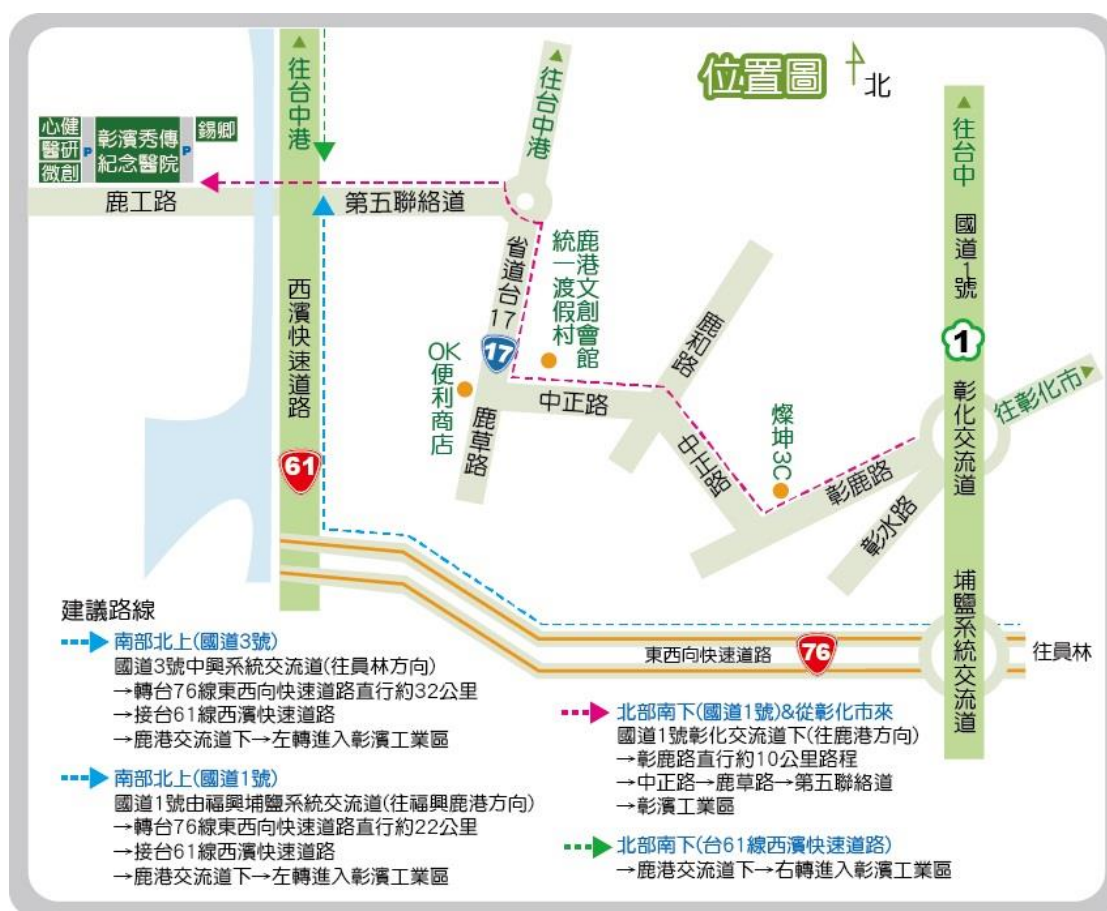 位置圖
北
往台中港
往台中港
往台中
國道1號
1
心健
醫研
微創
P
彰濱秀傳
紀念醫院
P
錫卿
鹿工路
第五聯絡道
西濱快速道路
61
省道台17
17
鹿港文創會館
統一渡假村
OK便利商店
鹿草路
中正路
鹿和路
中正路
燦坤3C
彰鹿路
彰水路
彰化交流道
往彰化市
埔鹽系統交流道
東西向快速道路
76
往員林
建議路線
南部北上(國道3號)
國道3號中興系統交流道(往員林方向)
→轉台76線東西向快速道路直行約32公里
→接台61線西濱快速道路
→鹿港交流道下→左轉進入彰濱工業區
南部北上(國道1號)
國道1號由福興埔鹽系統交流道(往福興鹿港方向)
→轉台76線東西向快速道路直行約22公里
→接台61線西濱快速道路
→鹿港交流道下→左轉進入彰濱工業區
北部南下(國道1號)&從彰化市來
國道1號彰化交流道下(往鹿港方向)
→彰鹿路直行約10公里路程
→中正路→鹿草路→第五聯絡道
→彰濱工業區
北部南下(台61線西濱快速道路)
→鹿港交流道下→右轉進入彰濱工業區